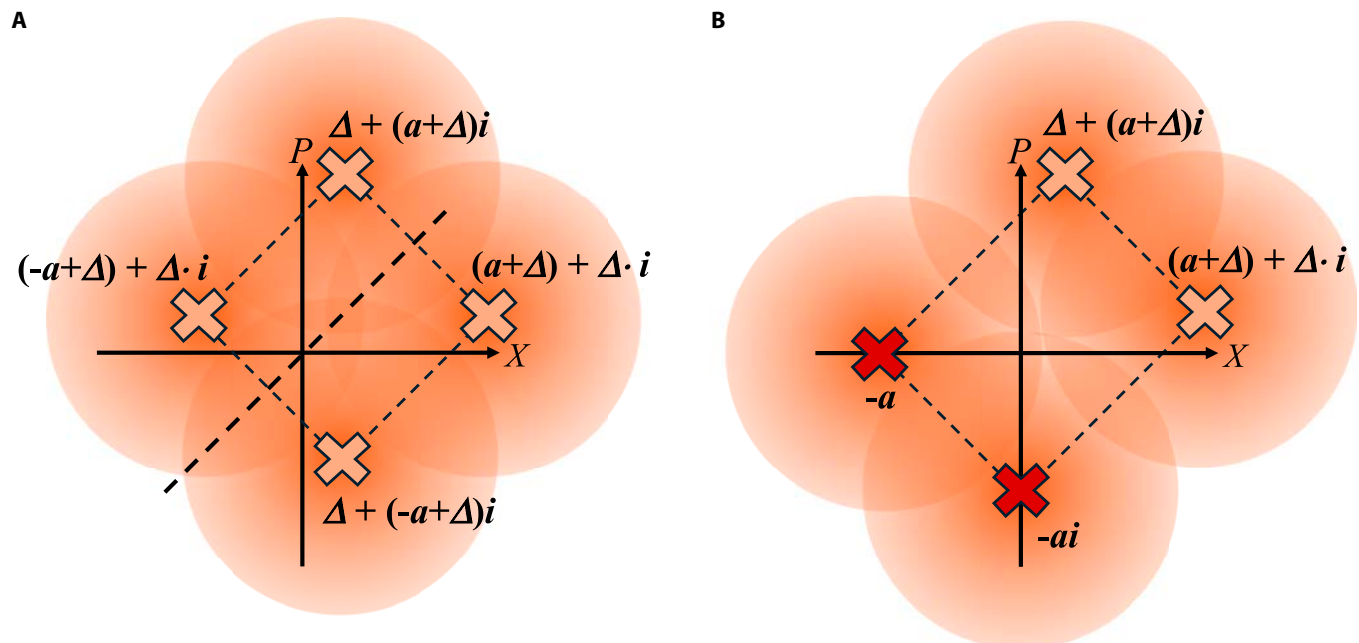 A
Δ + (a+Δ)i
P
(-a+Δ) + Δ· i
(a+Δ) + Δ· i
X
Δ + (-a+Δ)i
B
Δ + (a+Δ)i
P
(a+Δ) + Δ· i
X
-a
-ai